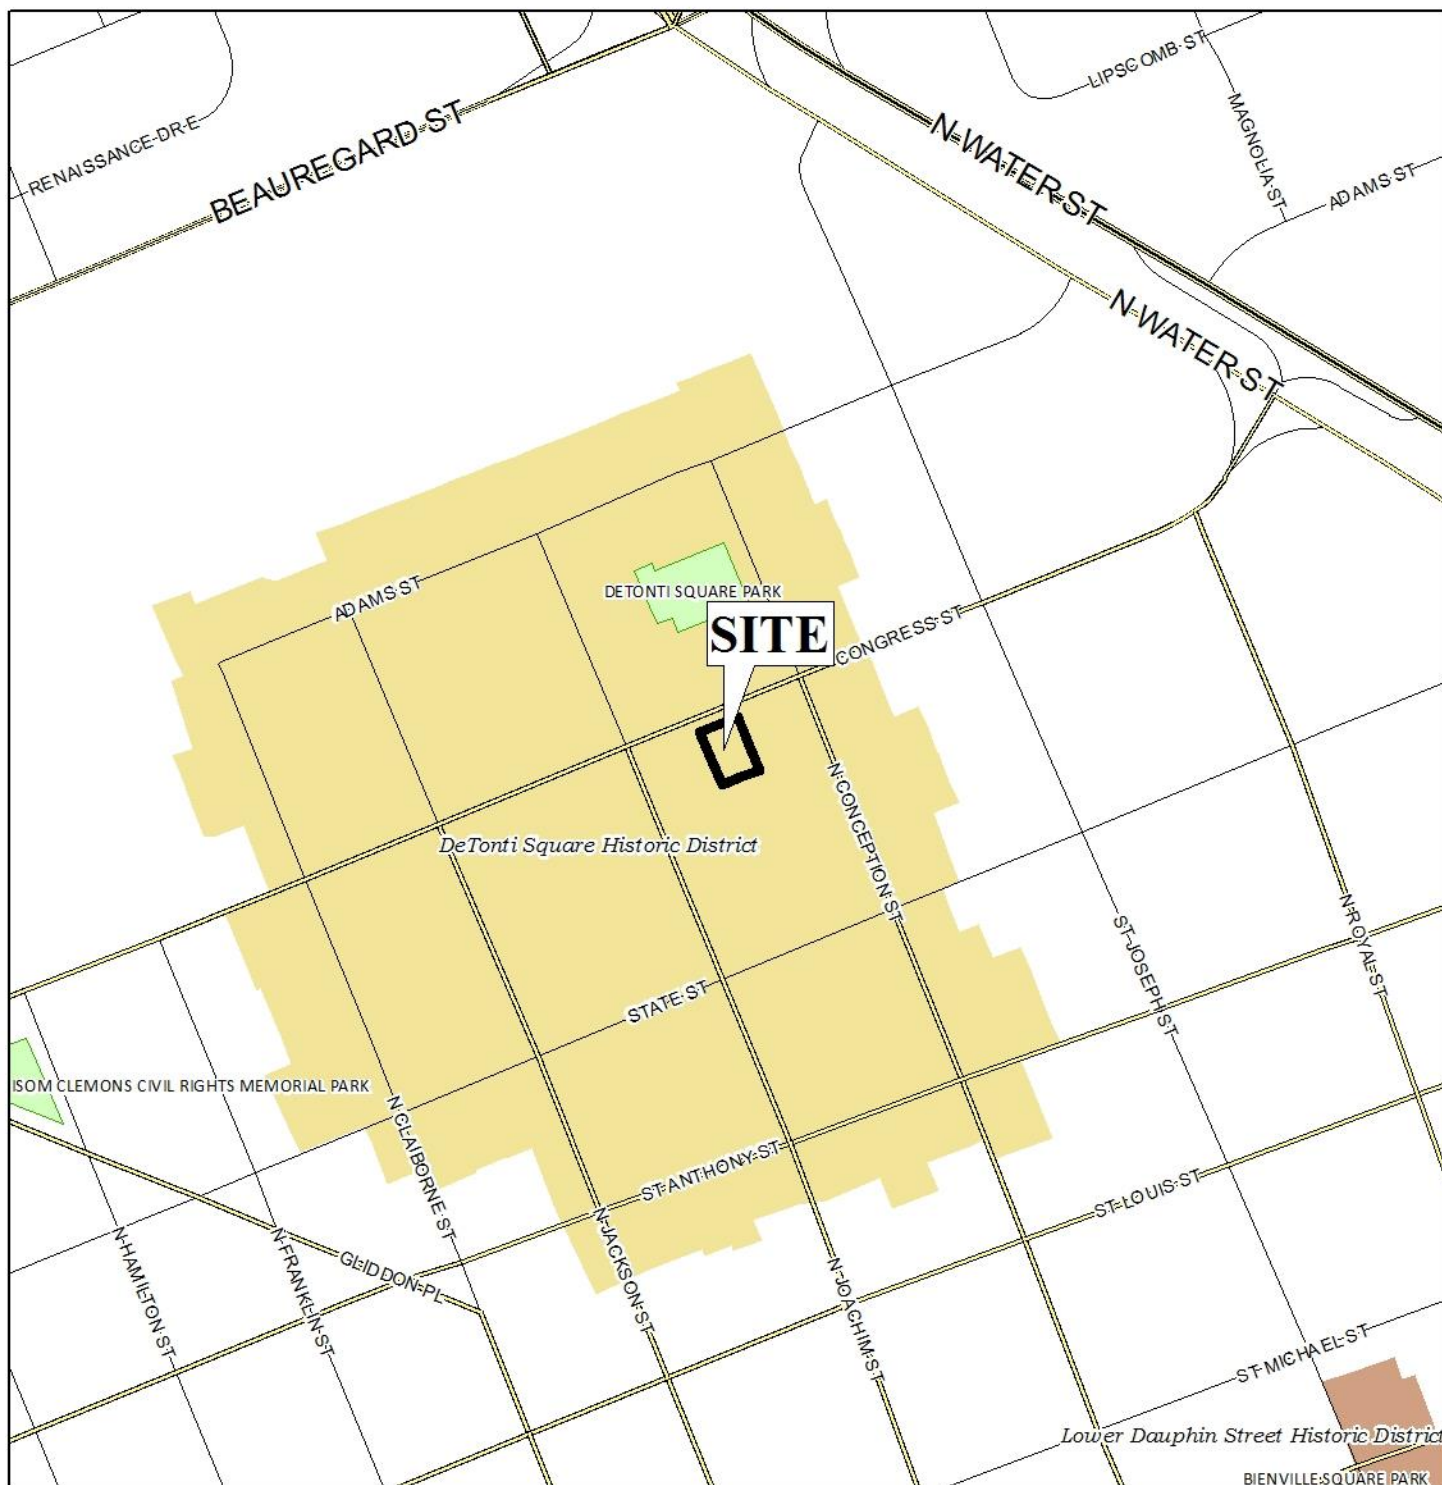 LIPSCOMB ST
BEAUREGARD ST
N WATER ST
MAGNOLIA ST
RENAISSANCE DR E
ADAMS ST
N WATER ST
ADAMS ST
DETONTI SQUARE PARK
SITE
CONGRESS ST
DeTonti Square Historic District
N CONCEPTION ST
N ROYAL ST
ST JOSEPH ST
STATE ST
ISOM CLEMONS CIVIL RIGHTS MEMORIAL PARK
N CLAIBORNE ST
ST ANTHONY ST
ST LOUIS ST
N HAMILTON ST
N FRANKLIN ST
GLIDDON PL
N JACKSON ST
N JOACHIM ST
ST MICHAEL ST
Lower Dauphin Street Historic District
BIENVILLE SQUARE PARK